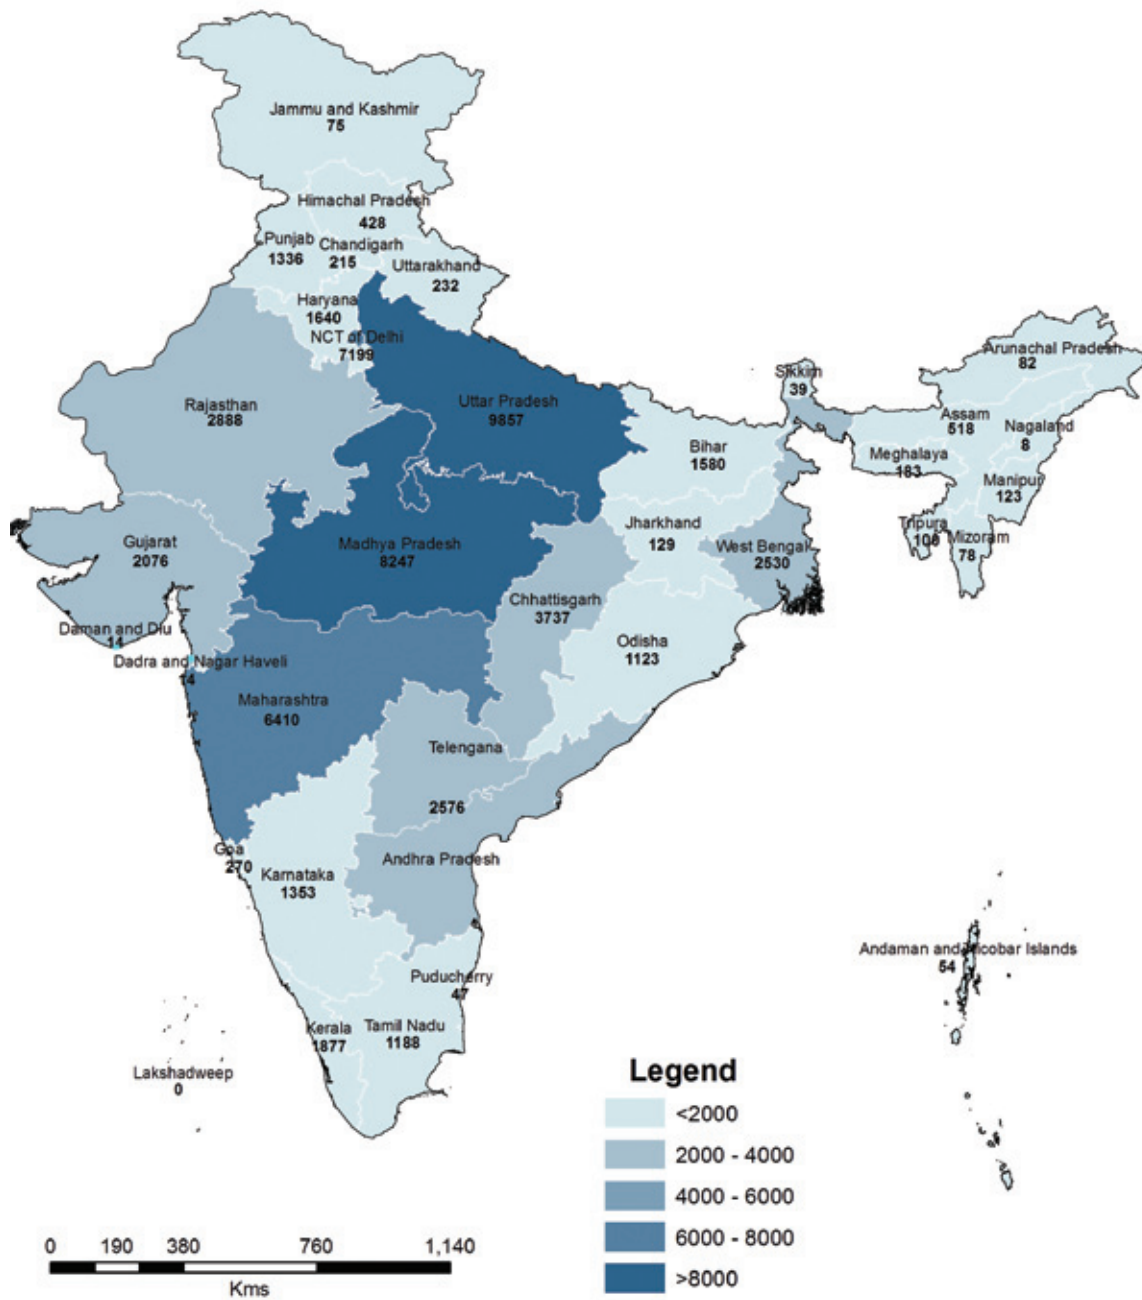 Jammu and Kashmir
75
Himachal Pradesh
428
Punjab
1336
Chandigarh
215
Uttarakhand
232
Haryana
1640
NCT of Delhi
7199
Rajasthan
2888
Uttar Pradesh
9857
Bihar
1580
Sikkim
39
Arunachal Pradesh
82
Assam
518
Nagaland
8
Meghalaya
183
Manipur
123
Tripura
Mizoram
78
Gujarat
2076
Madhya Pradesh
8247
Jharkhand
129
West Bengal
2530
Chhattisgarh
3737
Odisha
1123
Daman and Diu
14
Dadra and Nagar Haveli
14
Maharashtra
6410
Telengana
2576
Andhra Pradesh
Goa
270
Karnataka
1353
Puducherry
47
Kerala
1877
Tamil Nadu
1188
Lakshadweep
0
Andaman and Nicobar Islands
54
Legend
<2000
2000 - 4000
4000 - 6000
6000 - 8000
>8000
0 190 380 760 1,140
Kms